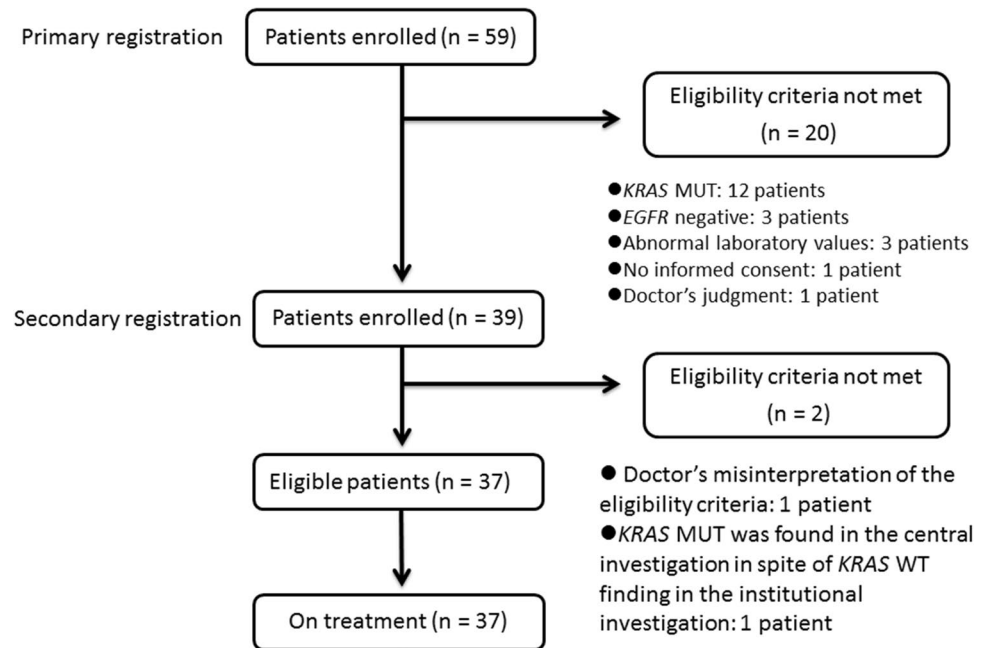 Primary registration
Patients enrolled (n = 59)
Eligibility criteria not met
(n = 20)
●KRAS MUT: 12 patients
●EGFR negative: 3 patients
●Abnormal laboratory values: 3 patients
●No informed consent: 1 patient
●Doctor’s judgment: 1 patient
Secondary registration
Patients enrolled (n = 39)
Eligibility criteria not met
(n = 2)
● Doctor’s misinterpretation of the
eligibility criteria: 1 patient
●KRAS MUT was found in the central
investigation in spite of KRAS WT
finding in the institutional
investigation: 1 patient
Eligible patients (n = 37)
On treatment (n = 37)